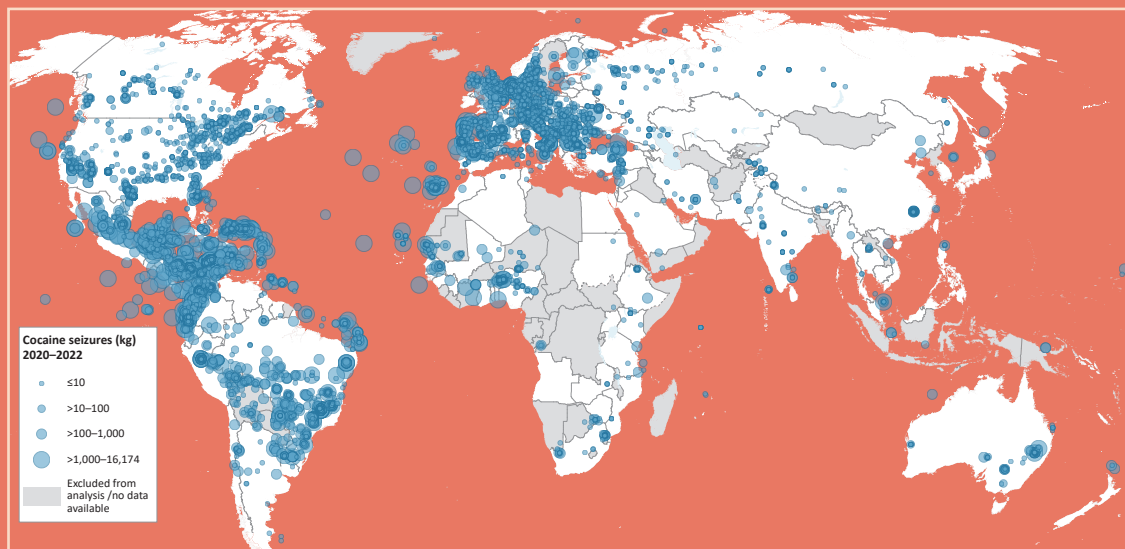 Cocaine seizures (kg)
2020–2022
≤10
>10–100
>100–1,000
>1,000–16,174
Excluded from
analysis /no data
available